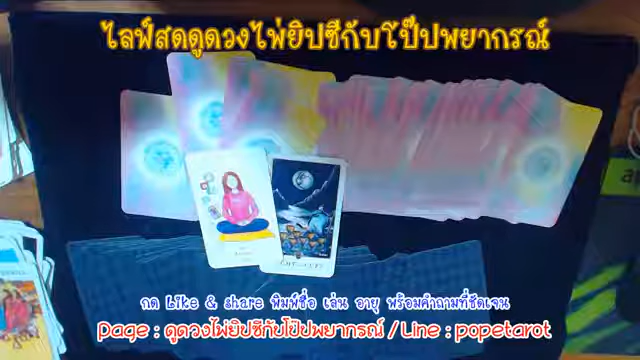 ไลฟ์สดดูดวงไพ่ยิปซีกับโป๊ปพยากรณ์
กด Like & share พิมพ์ชื่อ เล่น อายุ พร้อมคำถามที่ชัดเจน
Page : ดูดวงไพ่ยิปซีกับโป๊ปพยากรณ์ / Line : popetarot